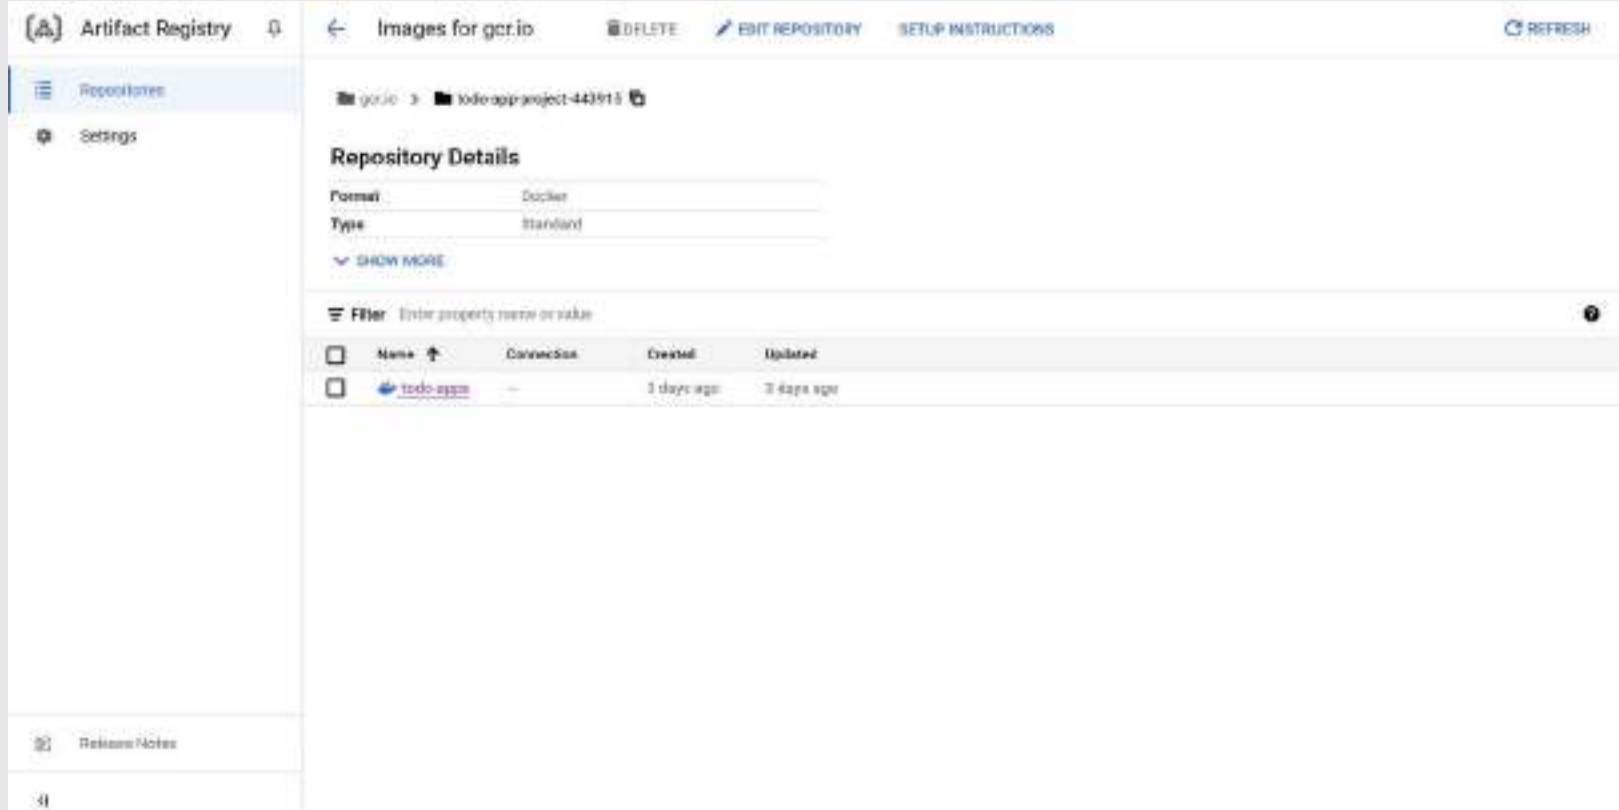 Artifact Registry
Images for gcr.io
DELETE
EDIT REPOSITORY
SETUP INSTRUCTIONS
REFRESH
Repositories
Settings
gcr.io > todo-app-project-443915
Repository Details
Format Docker
Type Standard
SHOW MORE
Filter Enter property name or value
Name Connection Created Updated
todo-apps — 3 days ago 3 days ago
Release Notes